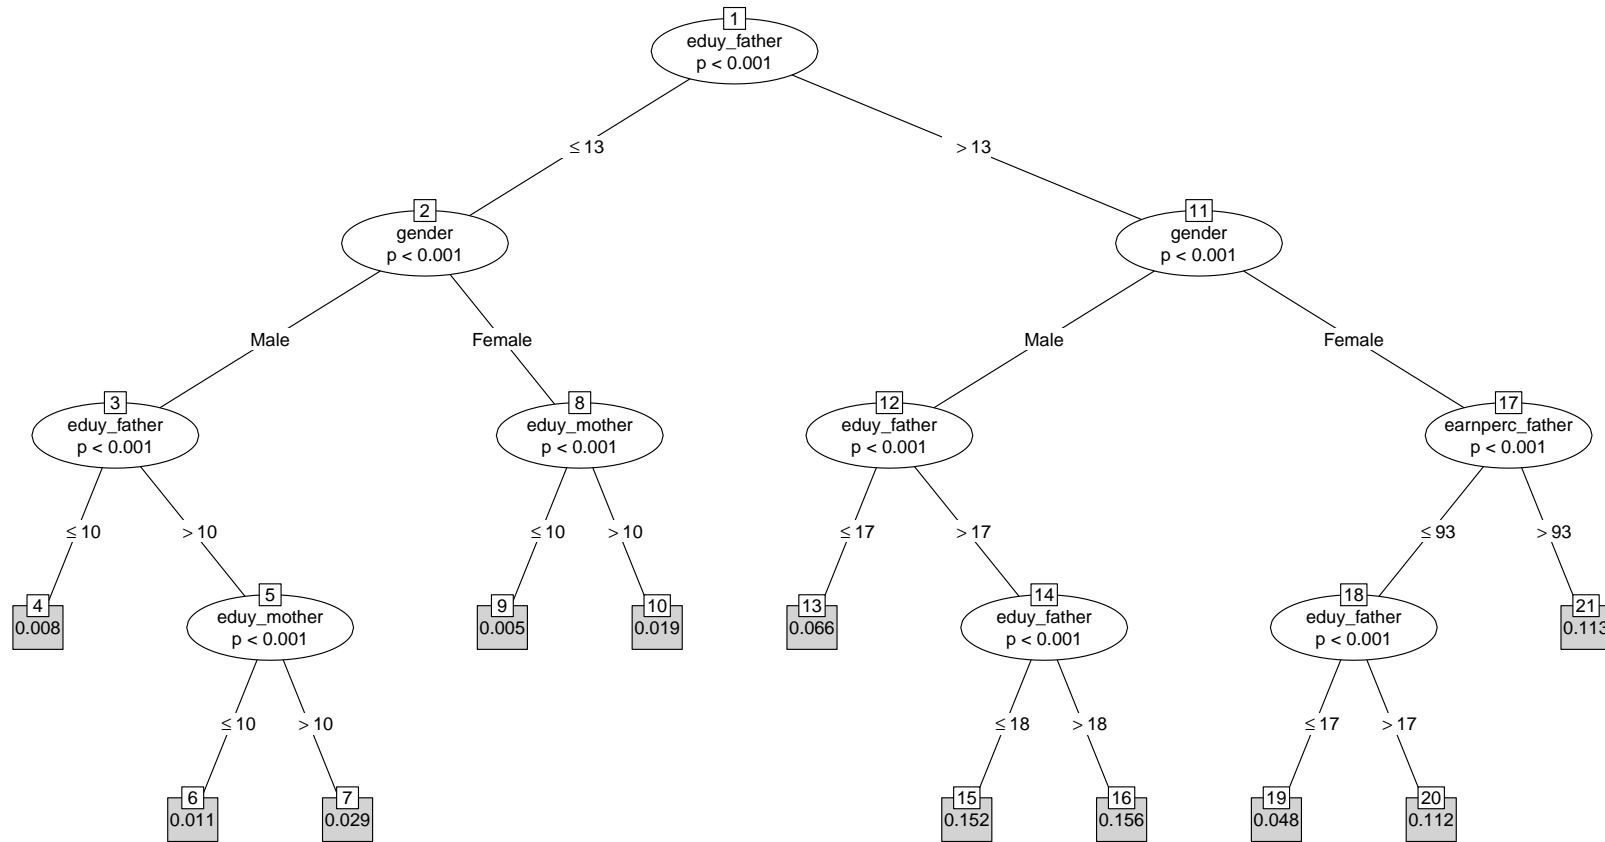 1
eduy_father
p < 0.001
≤ 13
> 13
2
gender
p < 0.001
11
gender
p < 0.001
Male
Female
Male
Female
3
eduy_father
p < 0.001
8
eduy_mother
p < 0.001
12
eduy_father
p < 0.001
17
earnperc_father
p < 0.001
≤ 10
> 10
≤ 10
> 10
≤ 17
> 17
≤ 93
> 93
4
0.008
5
eduy_mother
p < 0.001
9
0.005
10
0.019
13
0.066
14
eduy_father
p < 0.001
18
eduy_father
p < 0.001
21
0.113
≤ 10
> 10
≤ 18
> 18
≤ 17
> 17
6
0.011
7
0.029
15
0.152
16
0.156
19
0.048
20
0.112